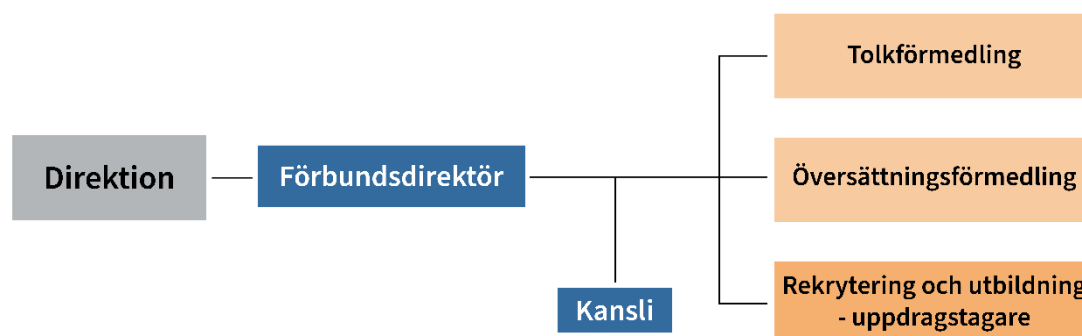 Direktion
Förbundsdirektör
Kansli
Tolkförmedling
Översättningsförmedling
Rekrytering och utbildning
- uppdragstagare